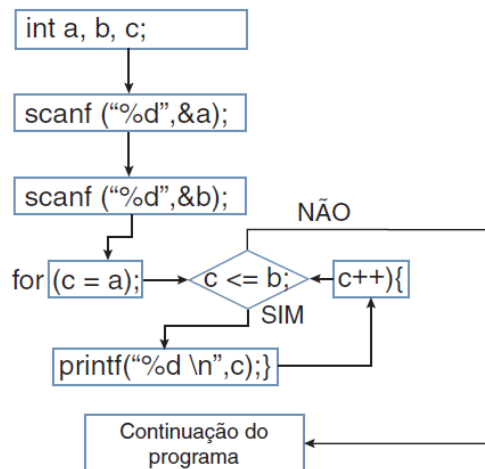 int a, b, c;
scanf (“%d”,&a);
scanf (“%d”,&b);
NÃO
for (c = a); c <= b; c++){
SIM
printf(“%d \n”,c);}
Continuação do
programa